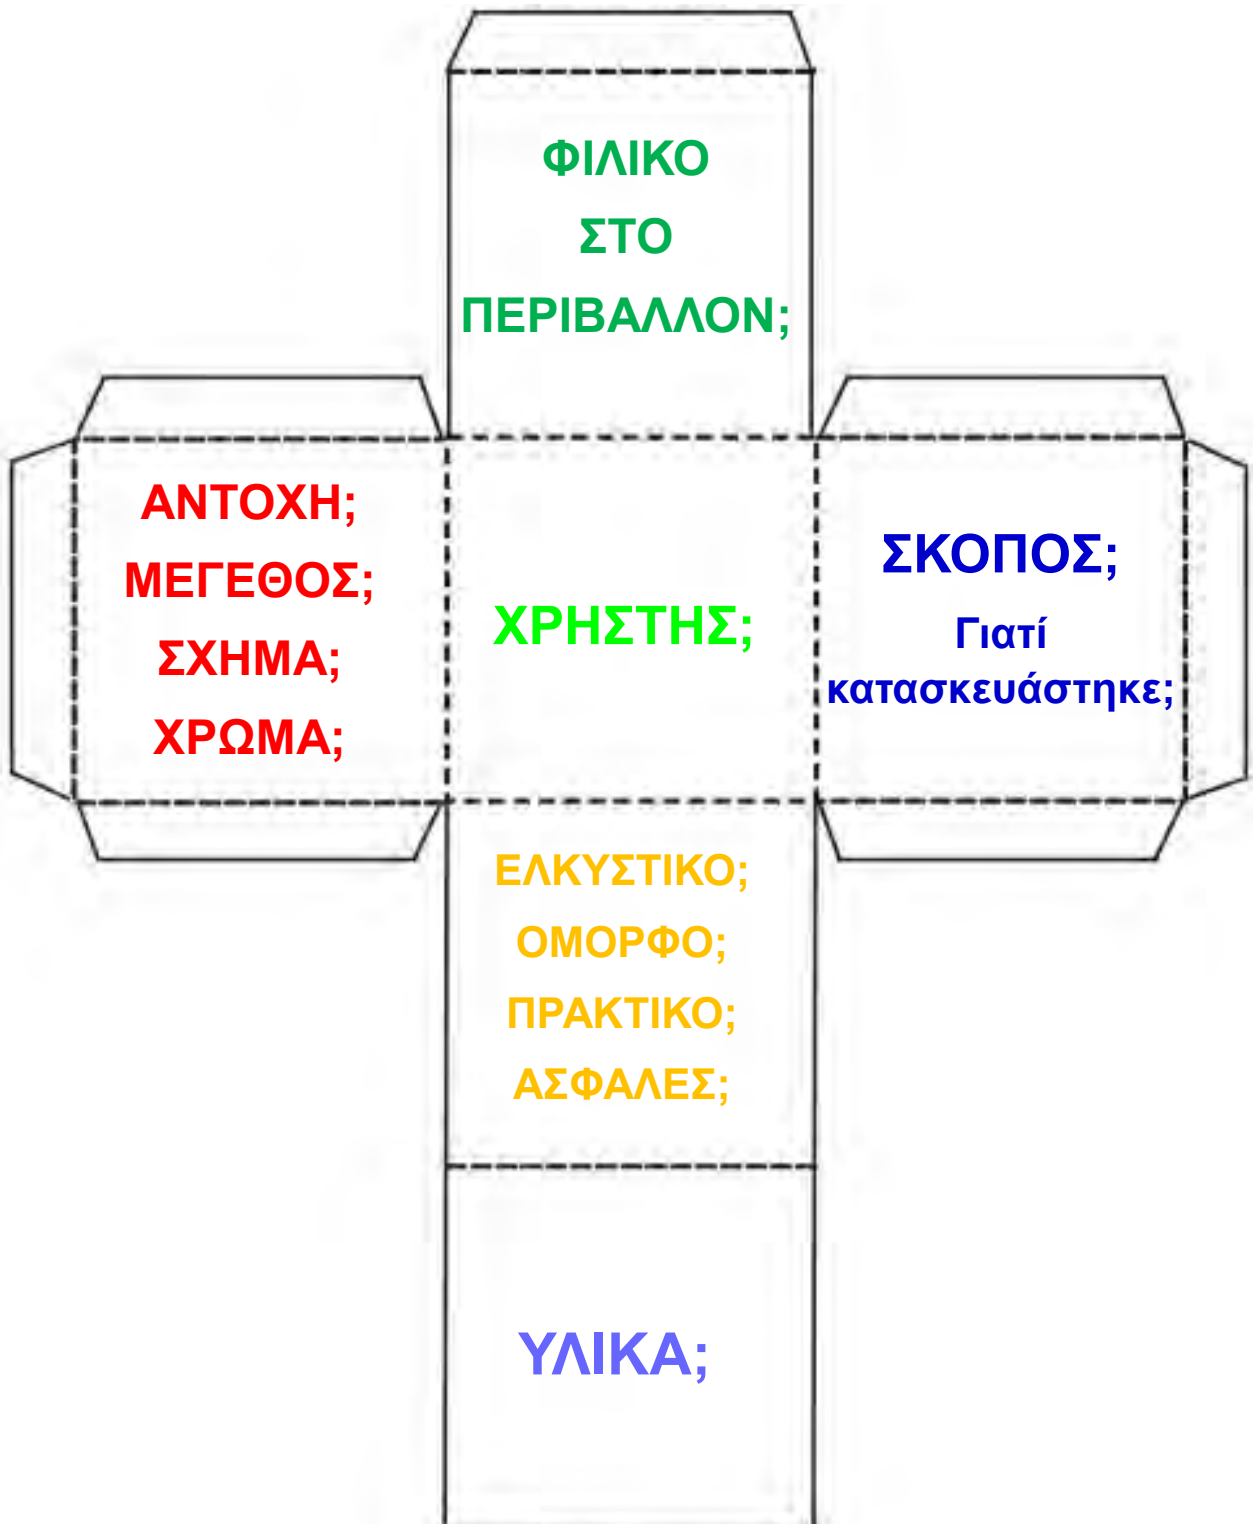 ΦΙΛΙΚΟ
ΣΤΟ
ΠΕΡΙΒΑΛΛΟΝ;
ΑΝΤΟΧΗ;
ΜΕΓΕΘΟΣ;
ΣΧΗΜΑ;
ΧΡΩΜΑ;
ΧΡΗΣΤΗΣ;
ΣΚΟΠΟΣ;
Γιατί
κατασκευάστηκε;
ΕΛΚΥΣΤΙΚΟ;
ΟΜΟΡΦΟ;
ΠΡΑΚΤΙΚΟ;
ΑΣΦΑΛΕΣ;
ΥΛΙΚΑ;